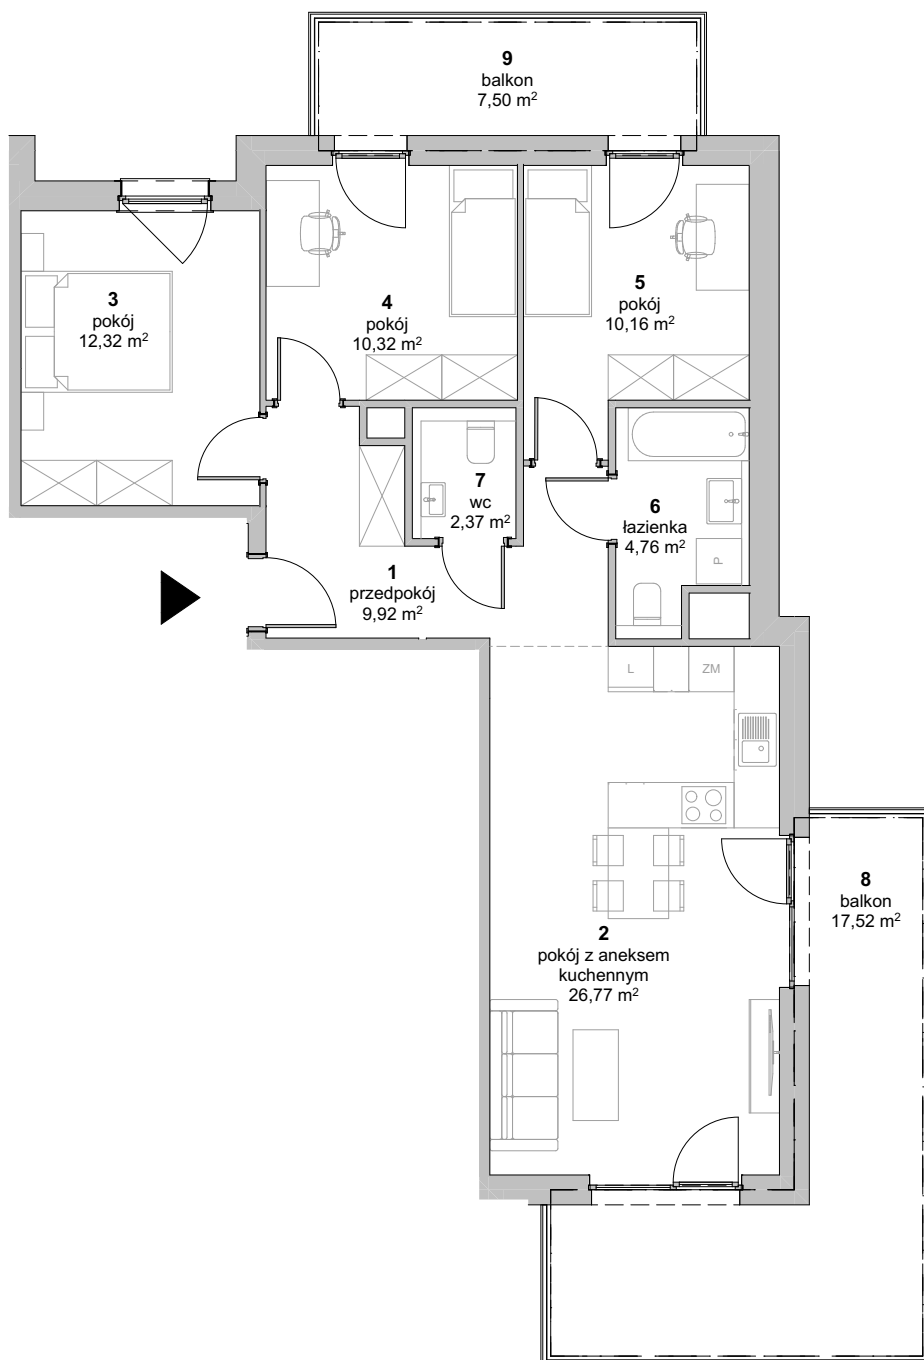 9
balkon
7,50 m²
3
pokój
12,32 m²
4
pokój
10,32 m²
5
pokój
10,16 m²
7
wc
2,37 m²
6
łazienka
4,76 m²
P
1
przedpokój
9,92 m²
L
ZM
8
balkon
17,52 m²
2
pokój z aneksem
kuchennym
26,77 m²